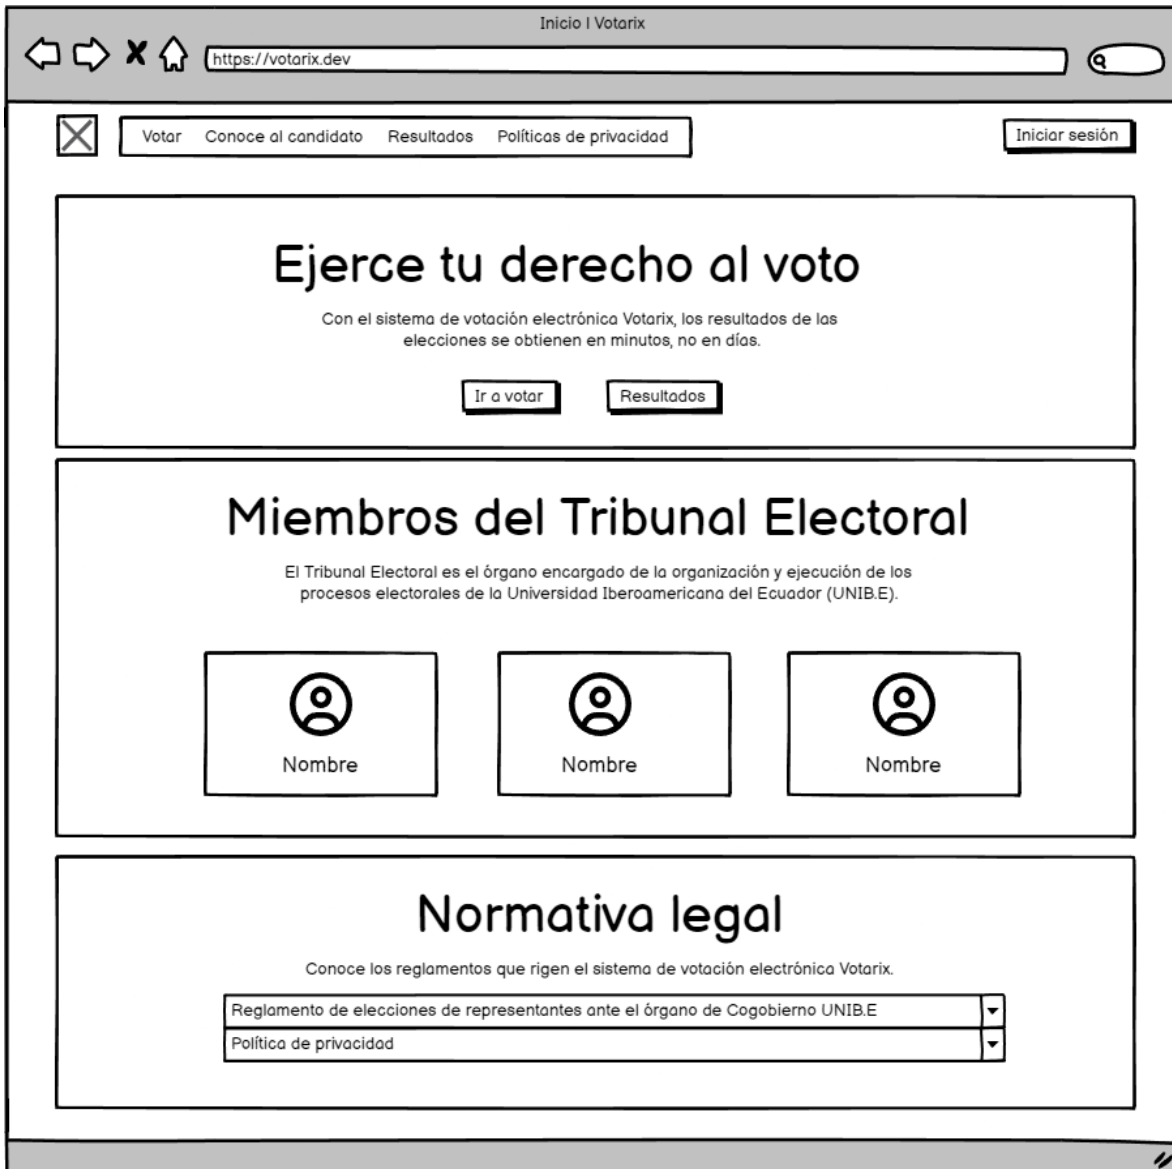 Inicio | Votarix
https://votarix.dev
Votar Conoce al candidato Resultados Políticas de privacidad
Iniciar sesión
Ejerce tu derecho al voto
Con el sistema de votación electrónica Votarix, los resultados de las
elecciones se obtienen en minutos, no en días.
Ir a votar
Resultados
Miembros del Tribunal Electoral
El Tribunal Electoral es el órgano encargado de la organización y ejecución de los
procesos electorales de la Universidad Iberoamericana del Ecuador (UNIB.E).
Nombre
Nombre
Nombre
Normativa legal
Conoce los reglamentos que rigen el sistema de votación electrónica Votarix.
Reglamento de elecciones de representantes ante el órgano de Cogobierno UNIB.E
Política de privacidad